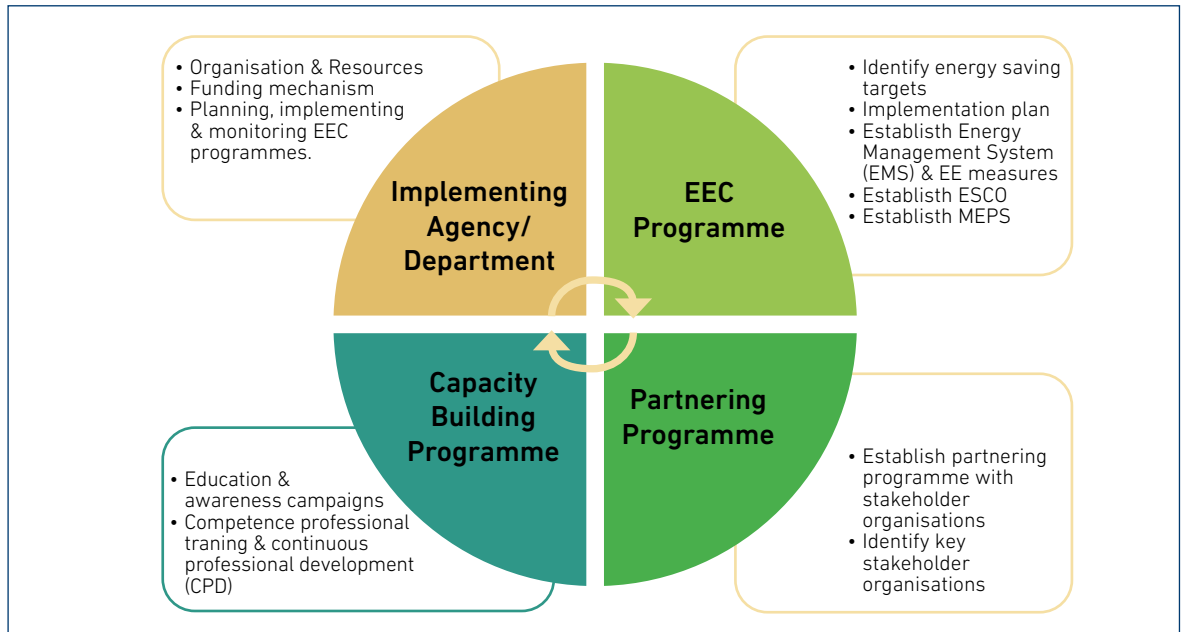 • Organisation & Resources
• Funding mechanism
• Planning, implementing
& monitoring EEC
programmes.
• Identify energy saving
targets
• Implementation plan
• Establisth Energy
Management System
(EMS) & EE measures
• Establisth ESCO
• Establisth MEPS
Implementing
Agency/
Department
EEC
Programme
Capacity
Building
Programme
Partnering
Programme
• Education &
awareness campaigns
• Competence professional
traning & continuous
professional development
(CPD)
• Establish partnering
programme with
stakeholder
organisations
• Identify key
stakeholder
organisations